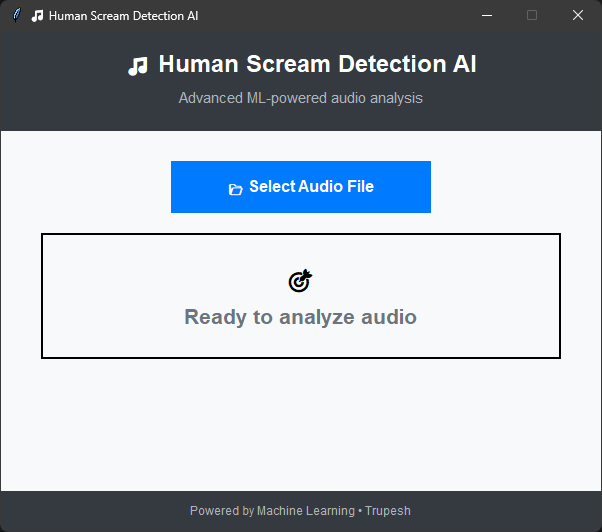 Human Scream Detection AI
Human Scream Detection AI
Advanced ML-powered audio analysis
Select Audio File
Ready to analyze audio
Powered by Machine Learning • Trupesh